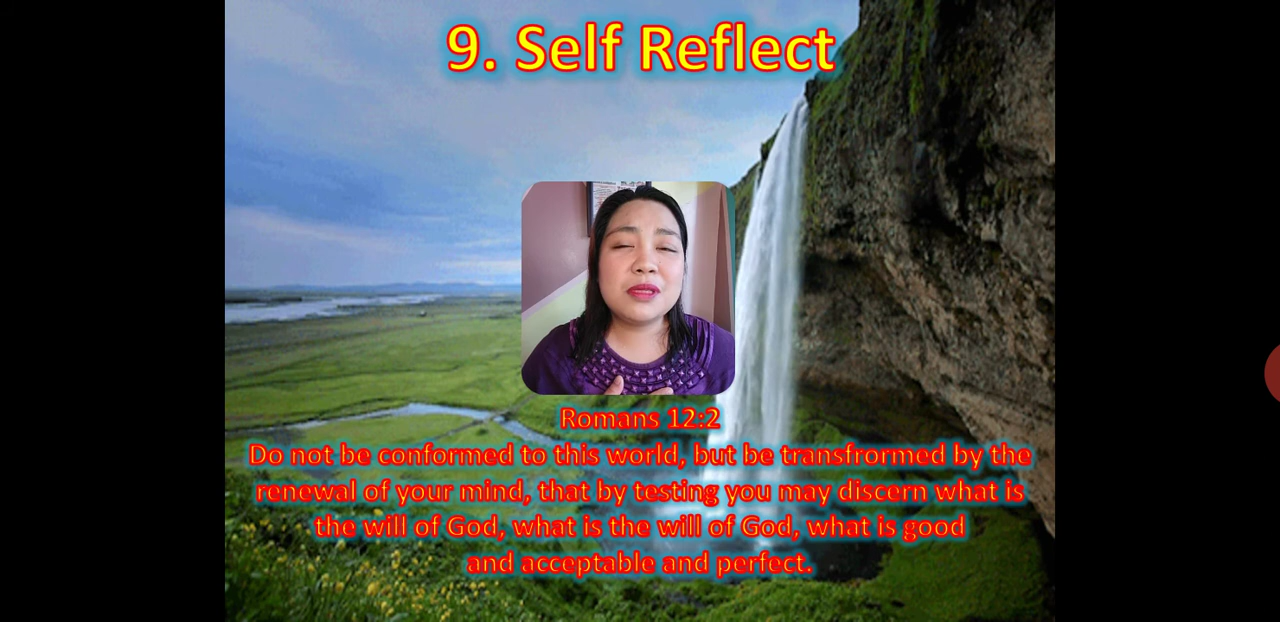 9. Self Reflect
Romans 12:2
Do not be conformed to this world, but be transfrormed by the
renewal of your mind, that by testing you may discern what is
the will of God, what is the will of God, what is good
and acceptable and perfect.